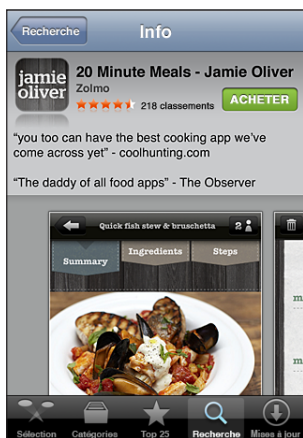 Recherche
Info
jamie
oliver
20 Minute Meals - Jamie Oliver
Zolmo
218 classements
ACHETER
“you too can have the best cooking app we’ve
come across yet” - coolhunting.com
“The daddy of all food apps” - The Observer
Quick fish stew & bruschetta
2
Summary
Ingredients
Steps
m
m
Sélection
Catégories
Top 25
Recherche
Mises à jour